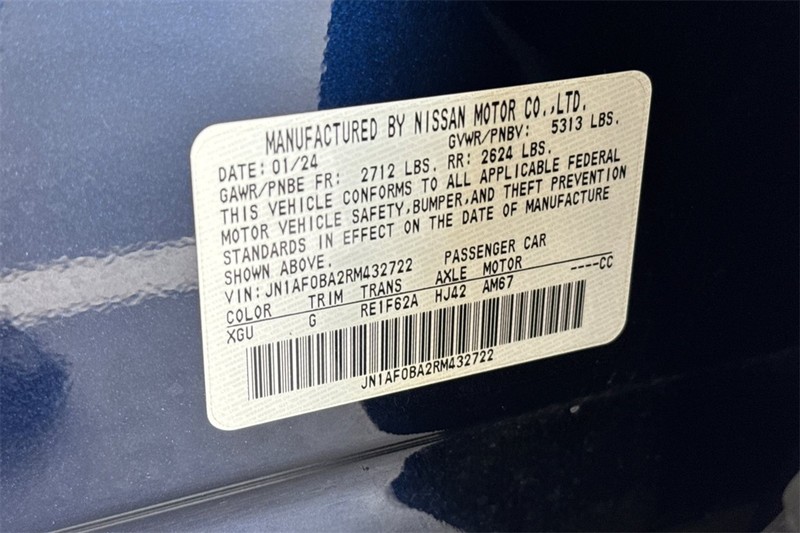 MANUFACTURED BY NISSAN MOTOR CO.,LTD.
DATE: 01/24 GVWR/PNBV: 5313 LBS.
GAWR/PNBE FR: 2712 LBS. RR: 2624 LBS.
THIS VEHICLE CONFORMS TO ALL APPLICABLE FEDERAL
MOTOR VEHICLE SAFETY,BUMPER,AND THEFT PREVENTION
STANDARDS IN EFFECT ON THE DATE OF MANUFACTURE
SHOWN ABOVE.
VIN: JN1AF0BA2RM432722 PASSENGER CAR
COLOR TRIM TRANS AXLE MOTOR
XGU G RE1F62A HJ42 AM67 ----CC
JN1AF0BA2RM432722